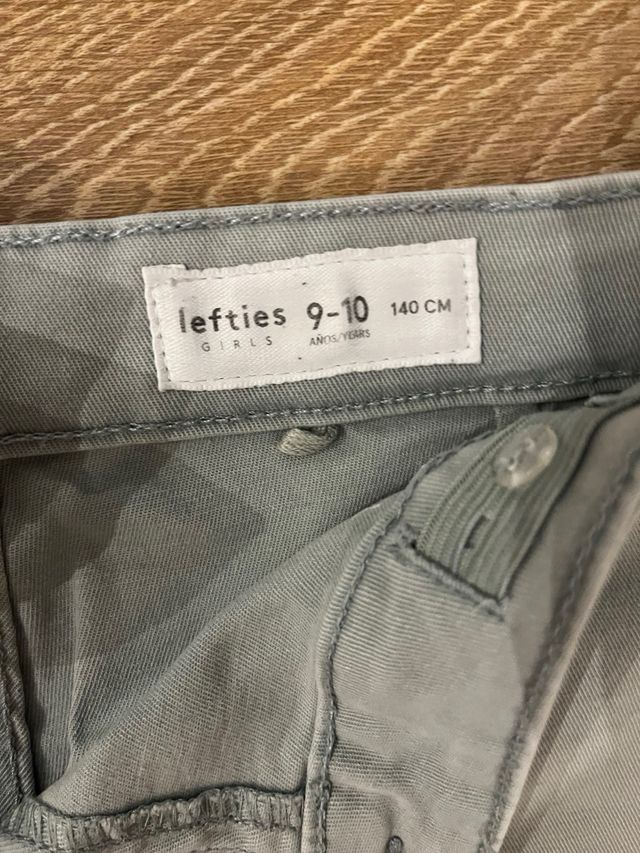 lefties 9-10 140 CM
GIRLS AÑOS/YEARS